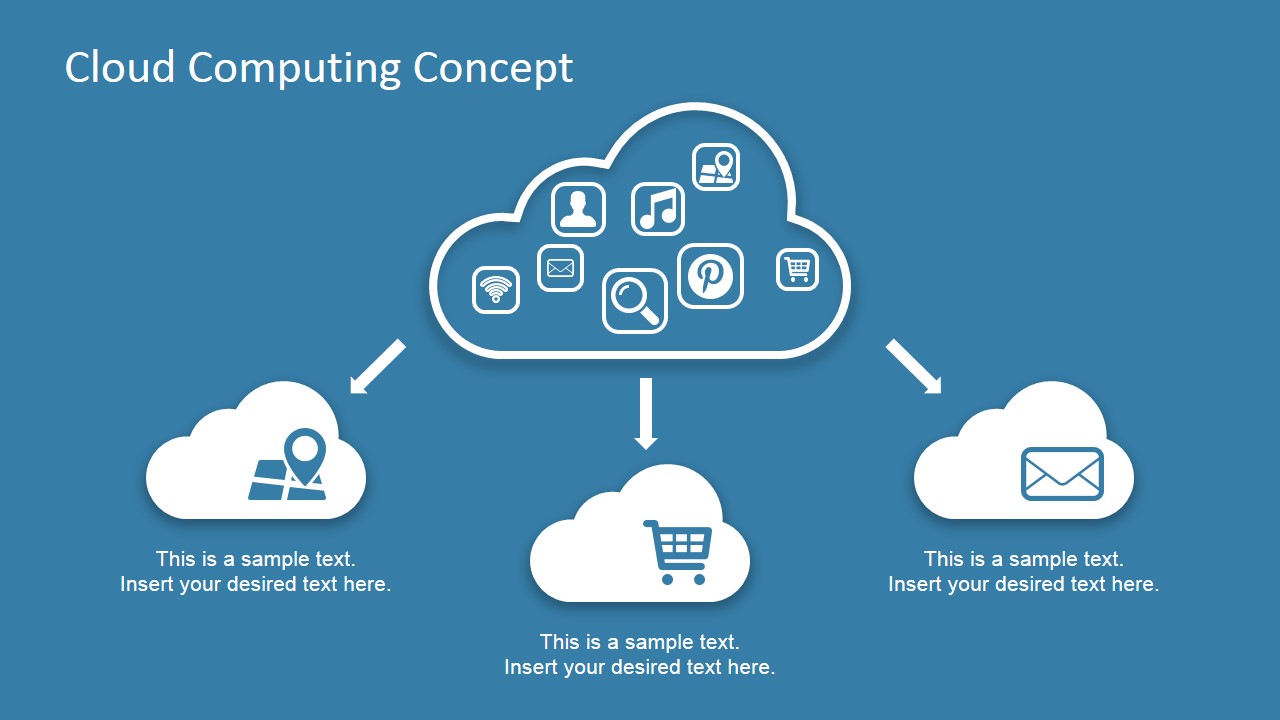 Cloud Computing Concept
This is a sample text.
Insert your desired text here.
This is a sample text.
Insert your desired text here.
This is a sample text.
Insert your desired text here.